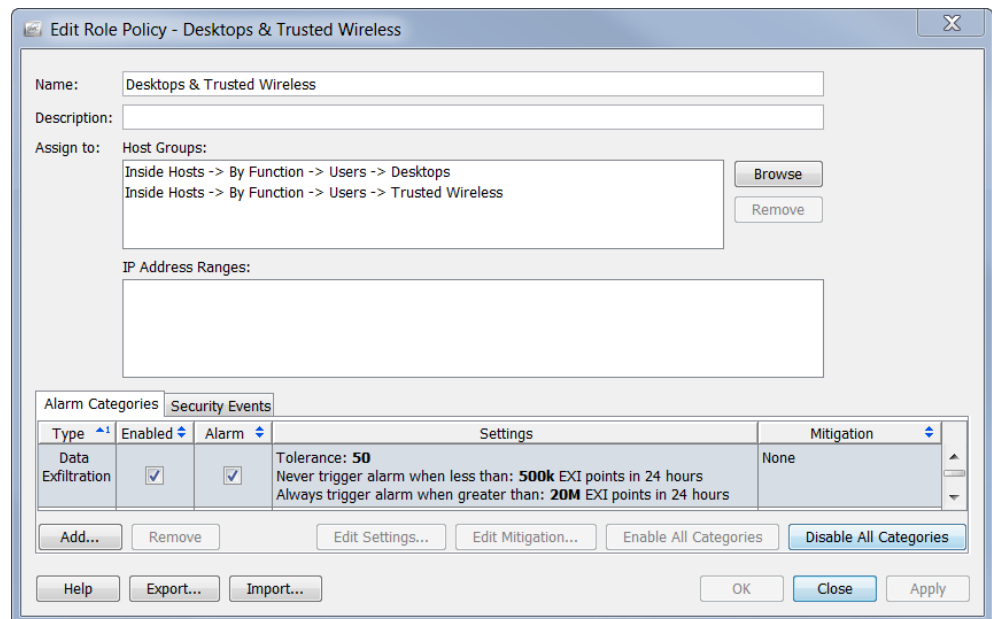 Edit Role Policy - Desktops & Trusted Wireless
Name: Desktops & Trusted Wireless
Description:
Assign to: Host Groups:
Inside Hosts -> By Function -> Users -> Desktops
Inside Hosts -> By Function -> Users -> Trusted Wireless
Browse
Remove
IP Address Ranges:
Alarm Categories Security Events
Type 1 Enabled Alarm Settings Mitigation
Data Exfiltration
Tolerance: 50
Never trigger alarm when less than: 500k EXI points in 24 hours
Always trigger alarm when greater than: 20M EXI points in 24 hours
None
Add... Remove Edit Settings... Edit Mitigation... Enable All Categories Disable All Categories
Help Export... Import... OK Close Apply